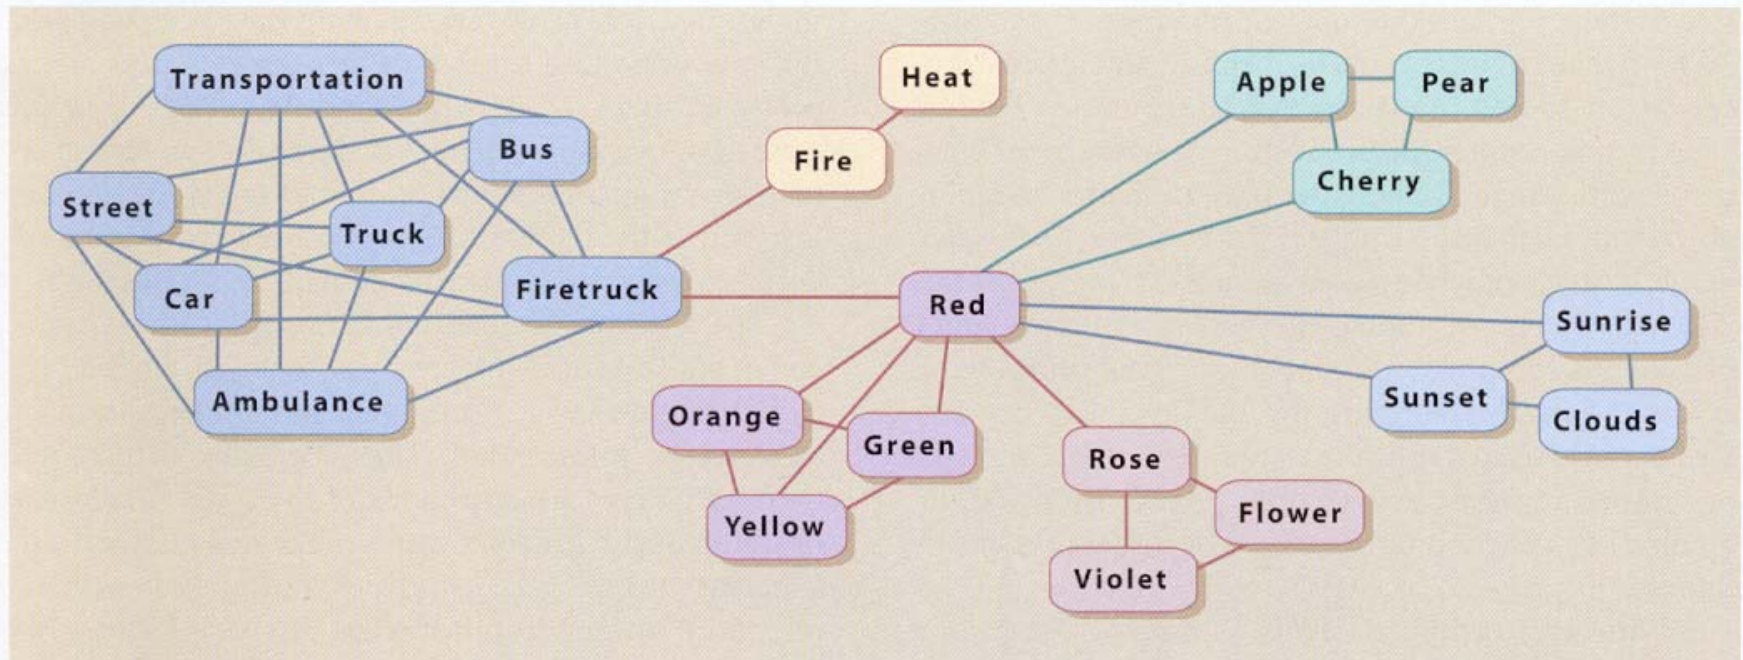 Transportation
Heat
Apple
Pear
Bus
Fire
Cherry
Street
Truck
Car
Firetruck
Red
Sunrise
Ambulance
Orange
Green
Sunset
Clouds
Rose
Yellow
Flower
Violet